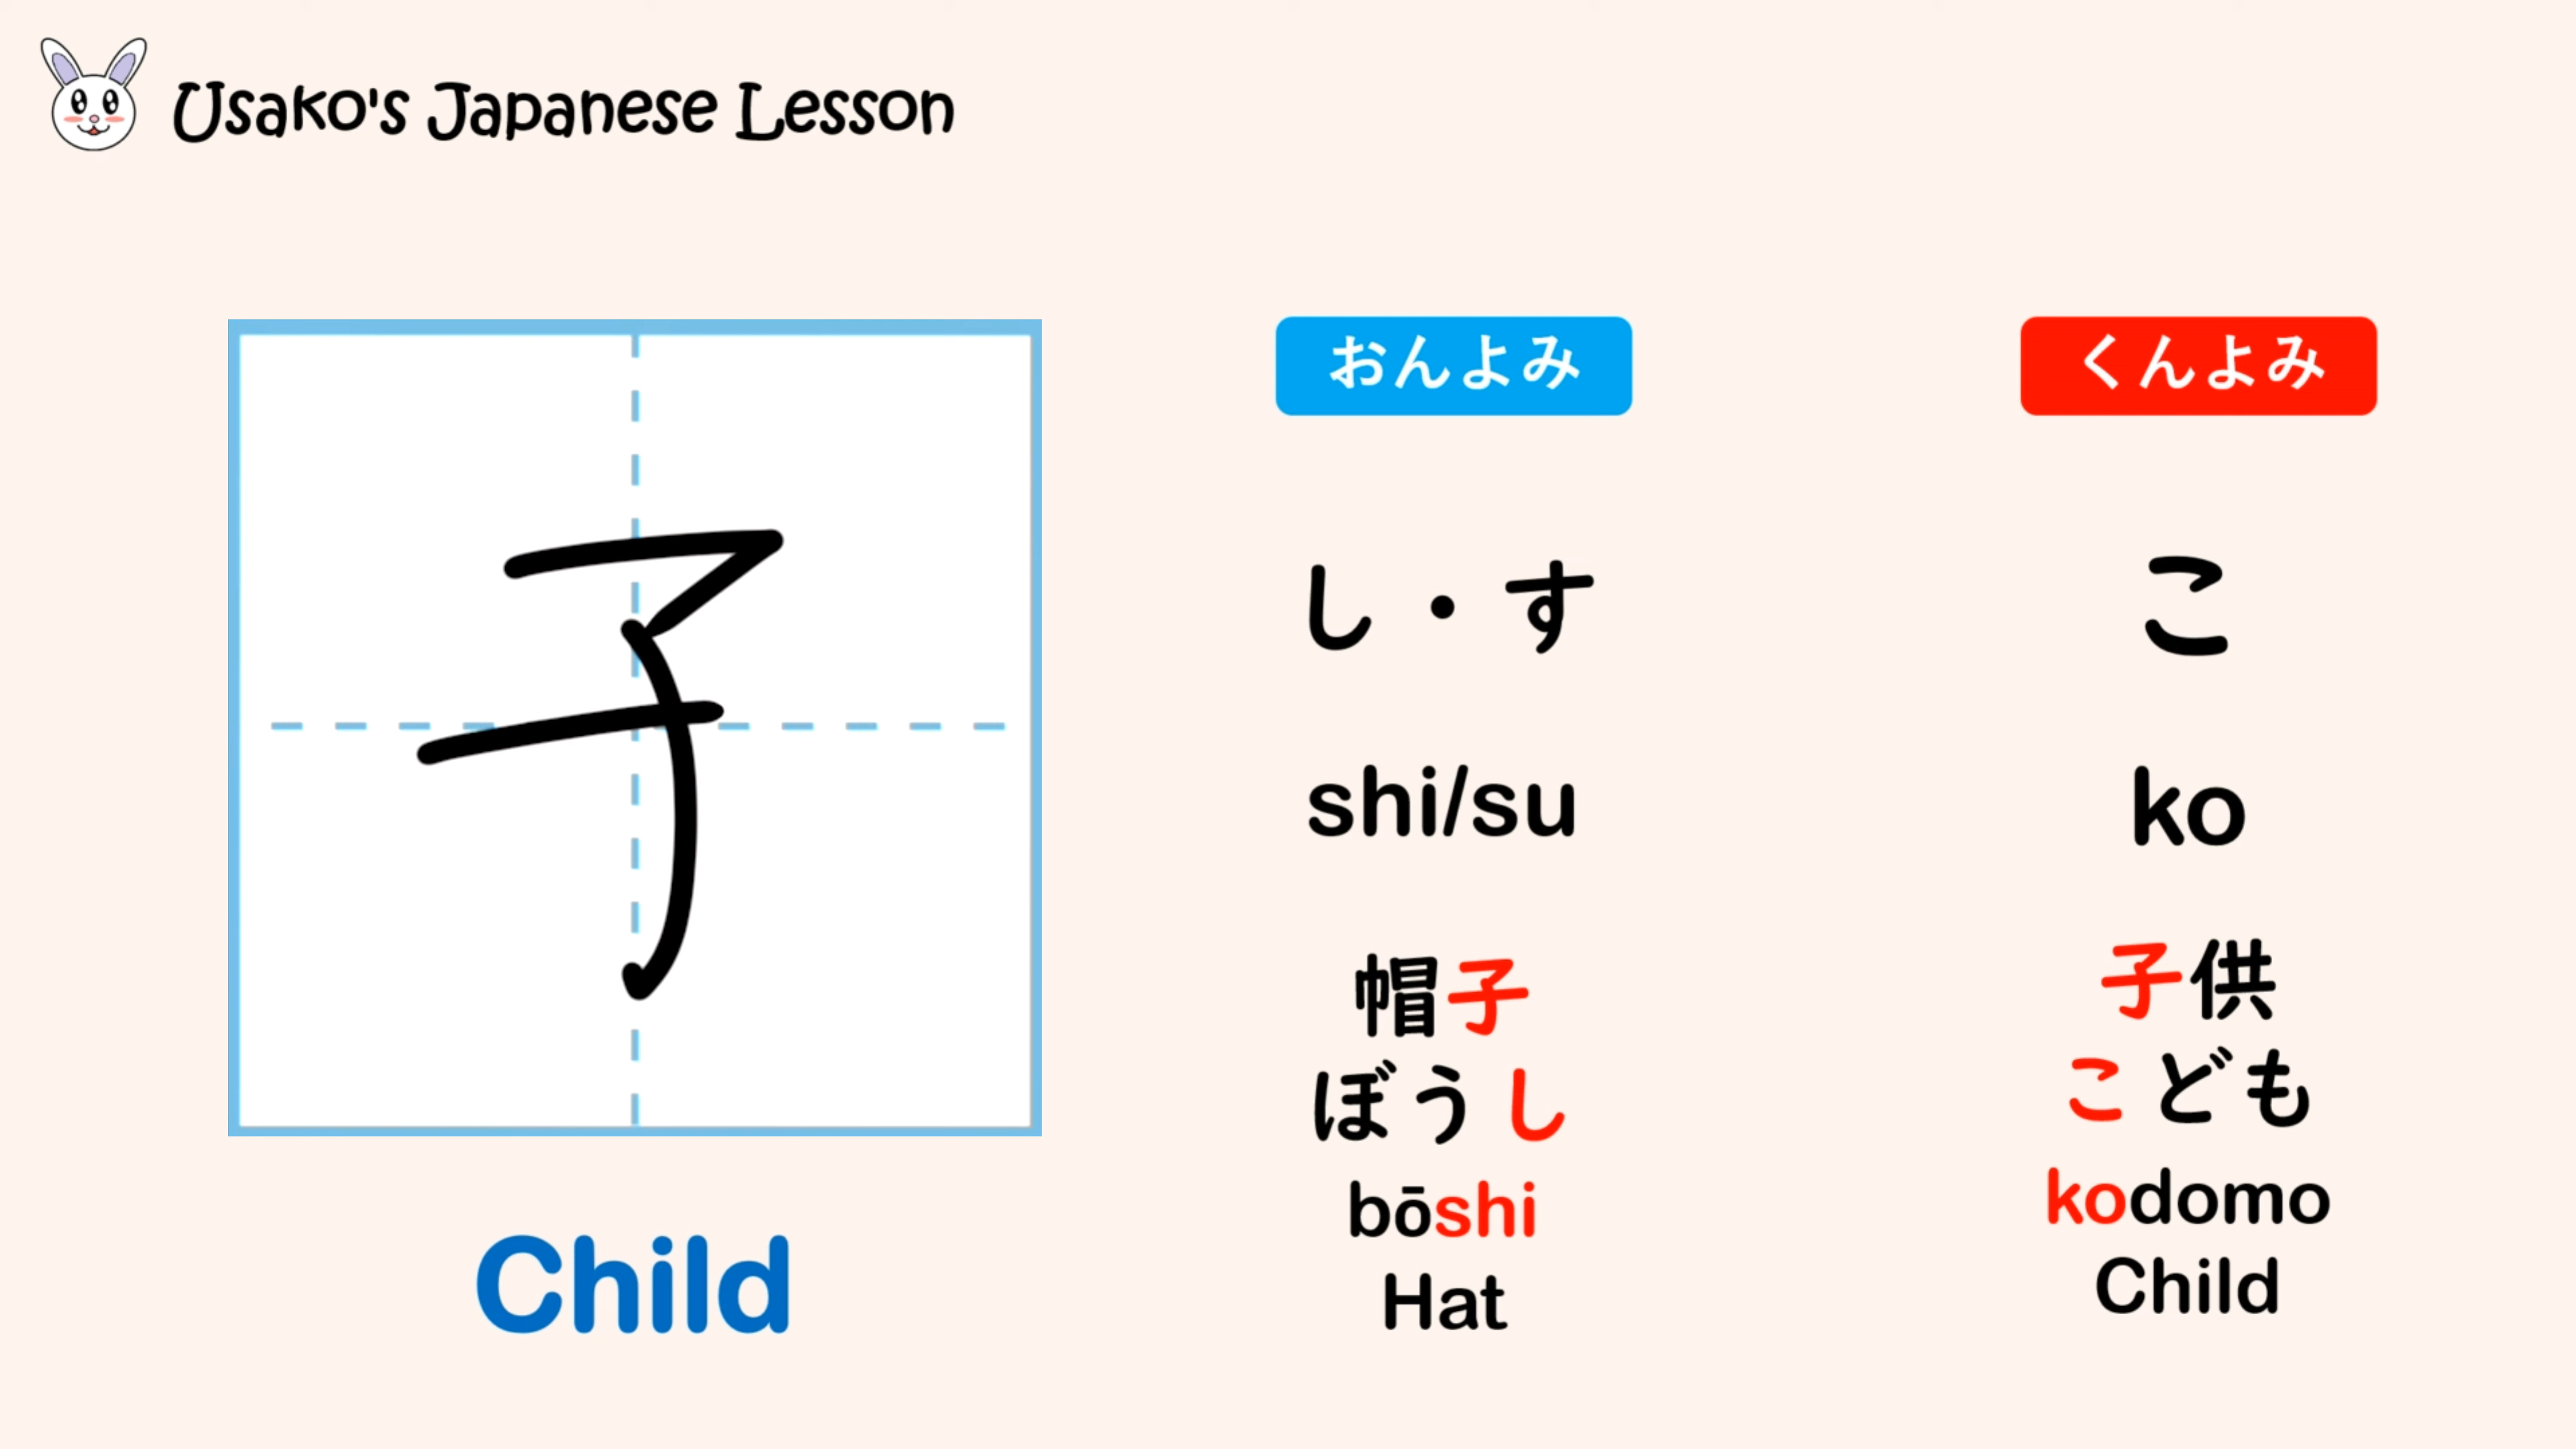 Usako's Japanese Lesson
子
Child
おんよみ
し・す
shi/su
帽子
ぼうし
bōshi
Hat
くんよみ
こ
ko
子供
こども
kodomo
Child